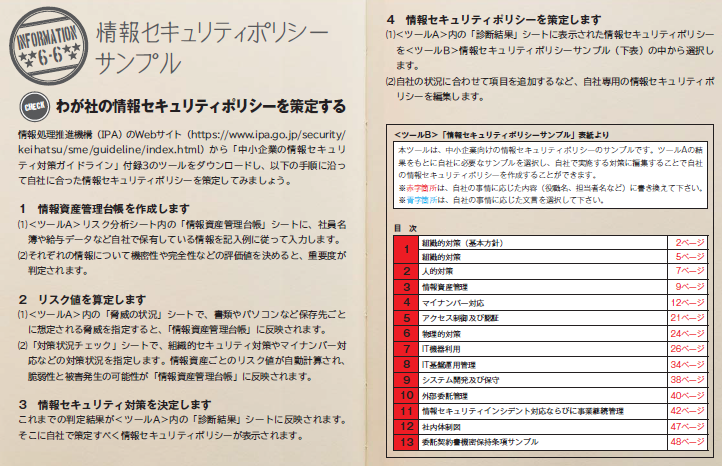 INFORMATION
6-6
情報セキュリティポリシー
サンプル
CHECK
わが社の情報セキュリティポリシーを策定する
情報処理推進機構（IPA）のWebサイト（https://www.ipa.go.jp/security/
keihatsu/sme/guideline/index.html）から「中小企業の情報セキュリ
ティ対策ガイドライン」付録3のツールをダウンロードし、以下の手順に沿っ
て自社に合った情報セキュリティポリシーを策定してみましょう。
1 情報資産管理台帳を作成します
(1)<ツールA>リスク分析シート内の「情報資産管理台帳」シートに、社員名
簿や給与データなど自社で保有している情報を記入例に従って入力します。
(2)それぞれの情報について機密性や完全性などの評価値を決めると、重要度が
判定されます。
2 リスク値を算定します
(1)<ツールA>内の「脅威の状況」シートで、書類やパソコンなど保存先ごと
に想定される脅威を指定すると、「情報資産管理台帳」に反映されます。
(2)「対策状況チェック」シートで、組織的セキュリティ対策やマイナンバー対
応などの対策状況を指定します。情報資産ごとのリスク値が自動計算され、
脆弱性と被害発生の可能性が「情報資産管理台帳」に反映されます。
3 情報セキュリティ対策を決定します
これまでの判定結果が<ツールA>内の「診断結果」シートに反映されます。
そこに自社で策定すべく情報セキュリティポリシーが表示されます。
4 情報セキュリティポリシーを策定します
(1)<ツールA>内の「診断結果」シートに表示された情報セキュリティポリシー
を<ツールB>情報セキュリティポリシーサンプル（下表）の中から選択し
ます。
(2)自社の状況に合わせて項目を追加するなど、自社専用の情報セキュリティポ
リシーを編集します。
<ツールB>「情報セキュリティポリシーサンプル」表紙より
本ツールは、中小企業向けの情報セキュリティポリシーのサンプルです。ツールAの結
果をもとに自社に必要なサンプルを選択し、自社で実施する対策に編集することで自社
の情報セキュリティポリシーを作成することができます。
※赤字箇所は、自社の事情に応じた内容（役職名、担当者名など）に書き換えて下さい。
※青字箇所は、自社の事情に応じた文言を選択して下さい。
目 次
1 組織的対策（基本方針） 2ページ
組織的対策 5ページ
2 人的対策 7ページ
3 情報資産管理 9ページ
4 マイナンバー対応 12ページ
5 アクセス制御及び認証 21ページ
6 物理的対策 24ページ
7 IT機器利用 26ページ
8 IT基盤運用管理 34ページ
9 システム開発及び保守 38ページ
10 外部委託管理 40ページ
11 情報セキュリティインシデント対応ならびに事業継続管理 42ページ
12 社内体制図 47ページ
13 委託契約書機密保持条項サンプル 48ページ